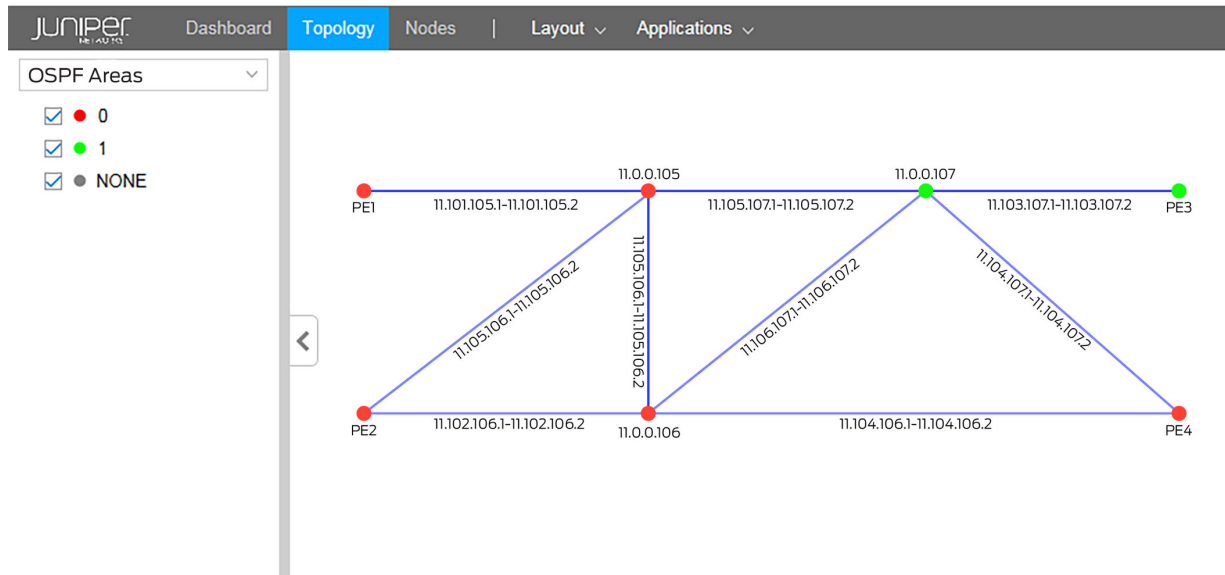 JUNIPER
NETWORKS
Dashboard
Topology
Nodes
|
Layout
Applications
OSPF Areas
0
1
NONE
11.0.0.105
11.0.0.107
PE1
11.101.105.1-11.101.105.2
11.105.107.1-11.105.107.2
11.103.107.1-11.103.107.2
PE3
11.105.106.1-11.105.106.2
11.105.106.1-11.105.106.2
11.106.107.1-11.106.107.2
11.104.107.1-11.104.107.2
PE2
11.102.106.1-11.102.106.2
11.0.0.106
11.104.106.1-11.104.106.2
PE4